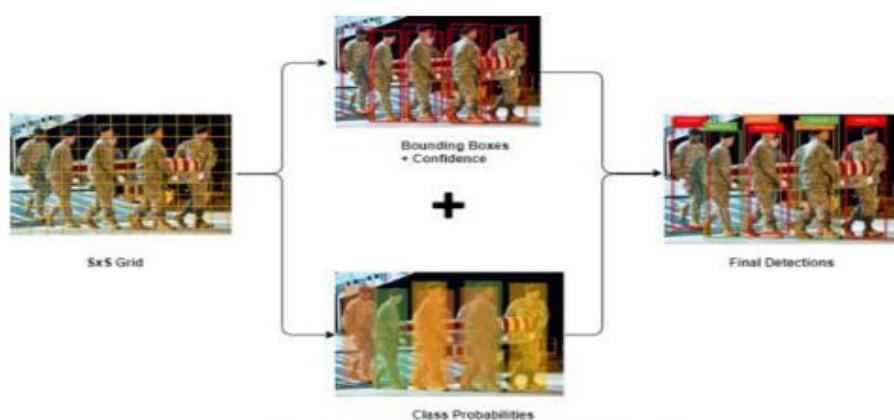 SxS Grid
Bounding Boxes
+ Confidence
+
Class Probabilities
Final Detections